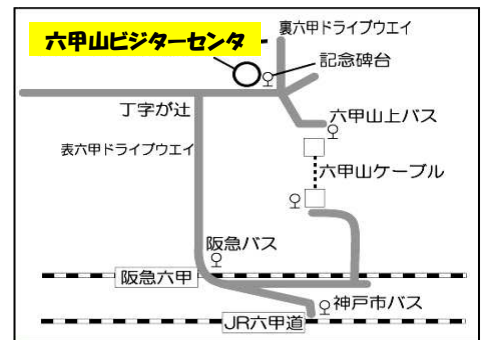 裏六甲ドライブウエイ
六甲山ビジターセンタ
記念碑台
丁字が辻
六甲山上バス
表六甲ドライブウエイ
六甲山ケーブル
阪急バス
阪急六甲
神戸市バス
JR六甲道